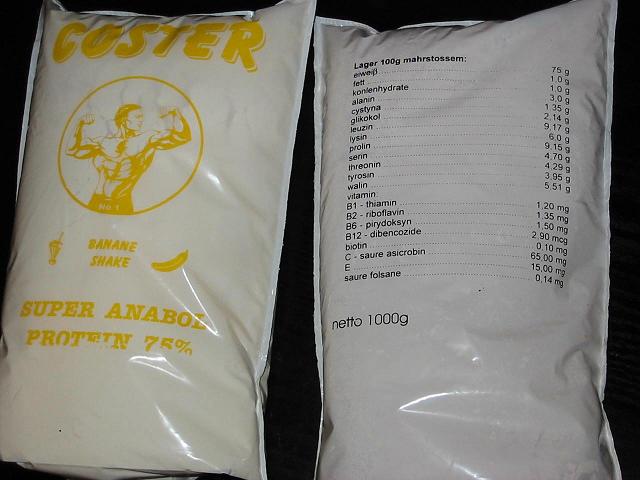 COSTER
No.1
BANANE
SHAKE
SUPER ANABOL
PROTEIN 75%
Lager 100g mahrstossem:
eiweiβ 75 g
fett 1.0 g
konlenhydrate 1.0 g
alanin 3.0 g
cystyna 1.35 g
glikokol 2,14 g
leuzin 9,17 g
lysin 6,0 g
prolin 9,15 g
serin 4,70 g
threonin 4,29 g
tyrosin 3,95 g
walin 5,51 g
vitamin
B1 - thiamin 1,20 mg
B2 - riboflavin 1,35 mg
B6 - pirydoksyn 1,50 mg
B12 - dibencozide 2,90 mcg
biotin 0,10 mg
C - saure asicrobin 65,00 mg
E 15,00 mg
saure folsane 0,14 mg
netto 1000g